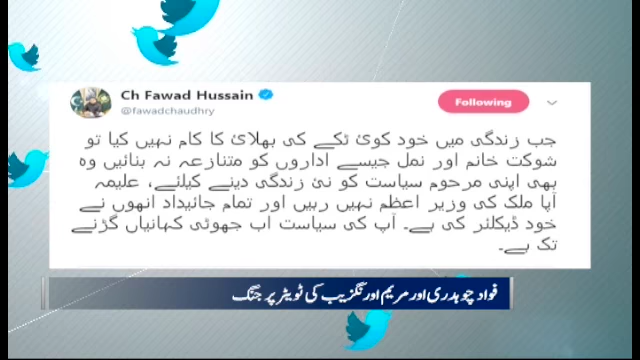 Ch Fawad Hussain
@fawadchaudhry
Following
جب زندگی میں خود کوئ ٹکے کی بھلائ کا کام نہیں کیا تو
شوکت خانم اور نمل جیسے اداروں کو متنازعہ نہ بنائیں وہ
بھی اپنی مرحوم سیاست کو نئ زندگی دینے کیلئے، علیمہ
آپا ملک کی وزیر اعظم نہیں رہیں اور تمام جائیداد انھوں نے
خود ڈیکلئر کی ہے۔ آپ کی سیاست اب جھوٹی کہانیاں گڑنے
تک ہے۔
فواد چوہدری اور مریم اورنگزیب کی ٹویٹر پر جنگ